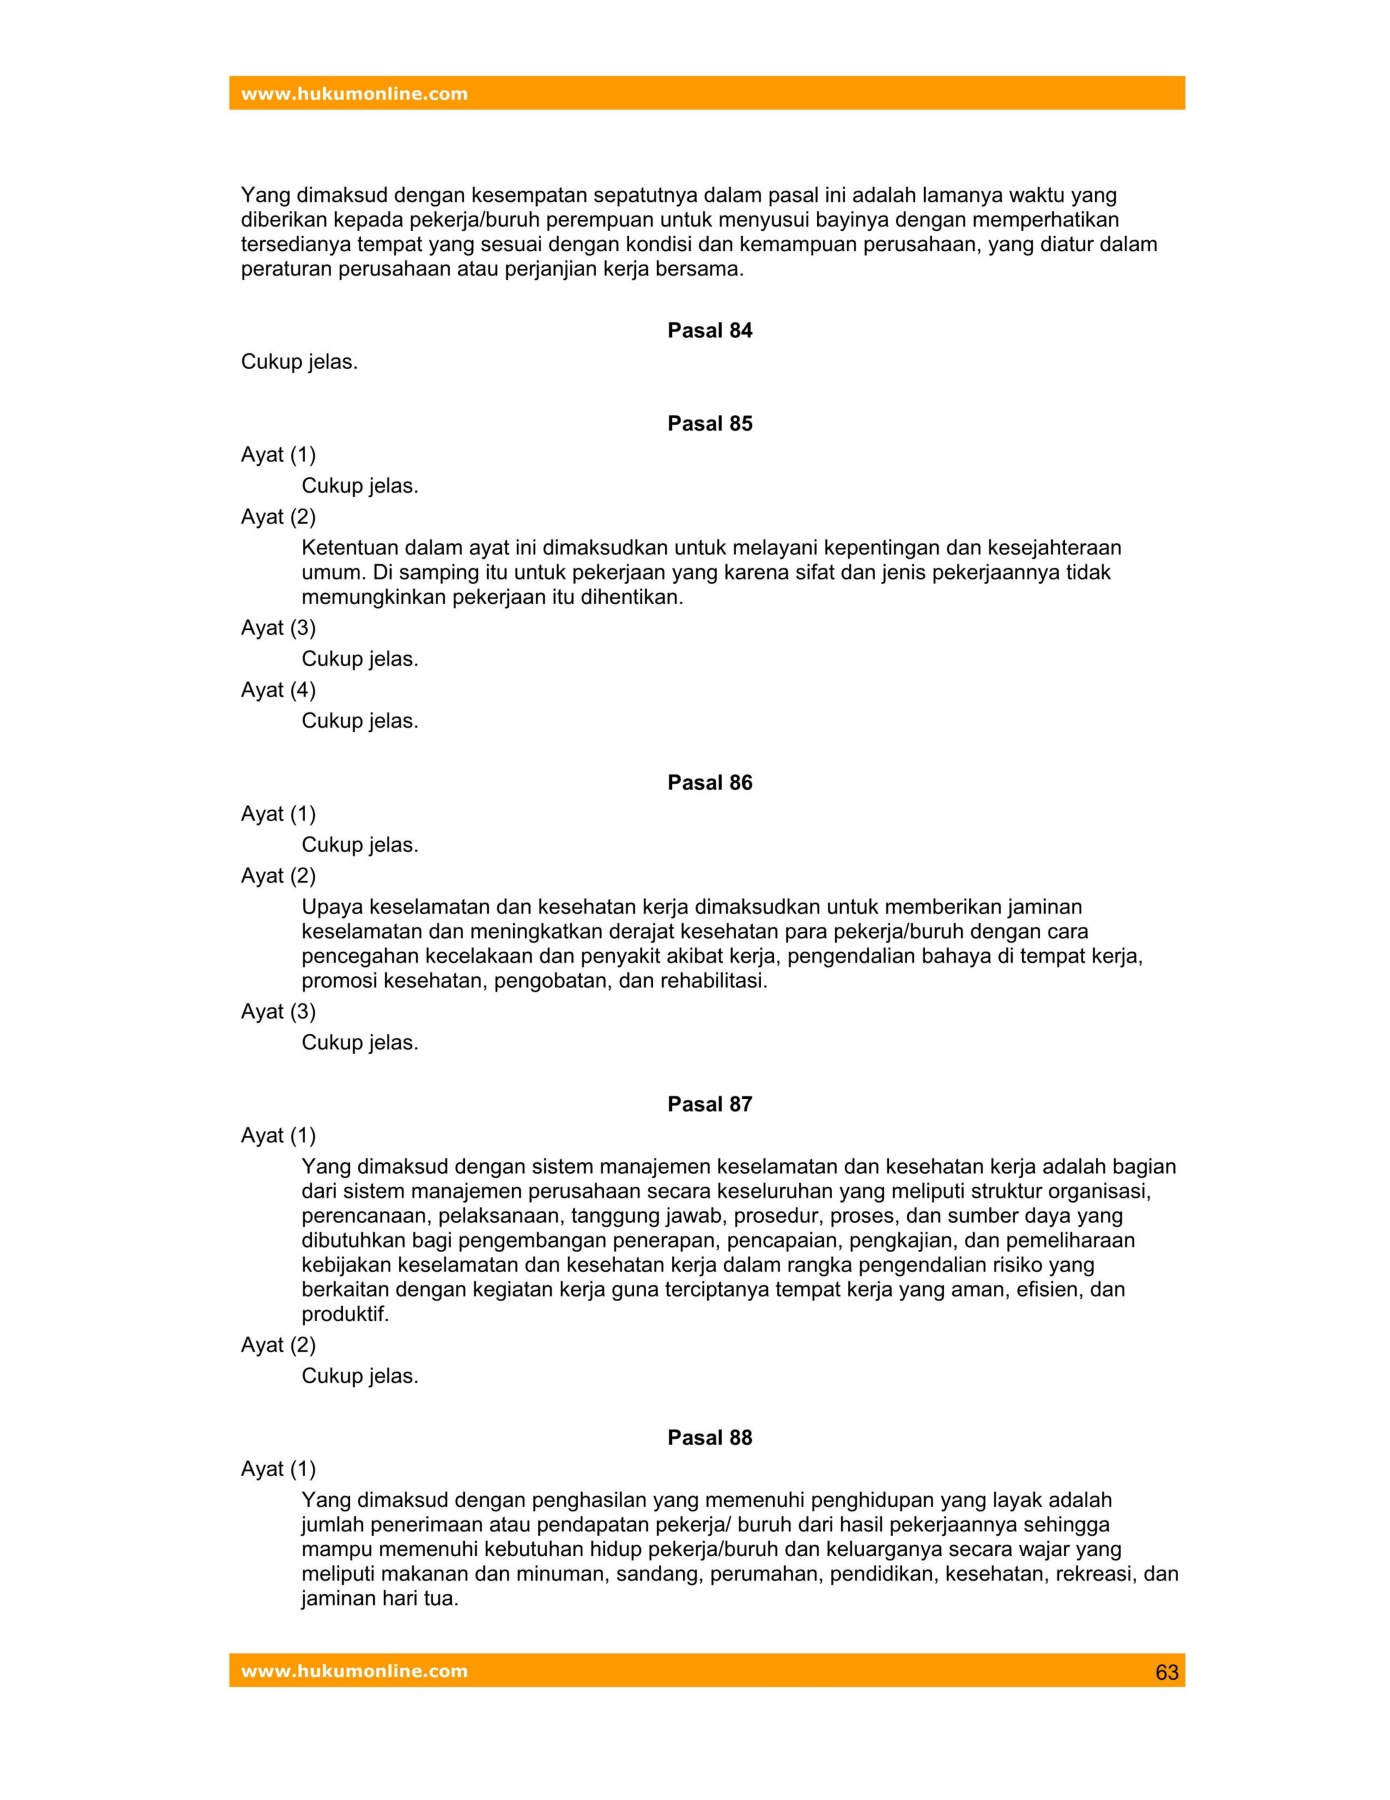 www.hukumonline.com
Yang dimaksud dengan kesempatan sepatutnya dalam pasal ini adalah lamanya waktu yang
diberikan kepada pekerja/buruh perempuan untuk menyusui bayinya dengan memperhatikan
tersedianya tempat yang sesuai dengan kondisi dan kemampuan perusahaan, yang diatur dalam
peraturan perusahaan atau perjanjian kerja bersama.
Pasal 84
Cukup jelas.
Pasal 85
Ayat (1)
Cukup jelas.
Ayat (2)
Ketentuan dalam ayat ini dimaksudkan untuk melayani kepentingan dan kesejahteraan
umum. Di samping itu untuk pekerjaan yang karena sifat dan jenis pekerjaannya tidak
memungkinkan pekerjaan itu dihentikan.
Ayat (3)
Cukup jelas.
Ayat (4)
Cukup jelas.
Pasal 86
Ayat (1)
Cukup jelas.
Ayat (2)
Upaya keselamatan dan kesehatan kerja dimaksudkan untuk memberikan jaminan
keselamatan dan meningkatkan derajat kesehatan para pekerja/buruh dengan cara
pencegahan kecelakaan dan penyakit akibat kerja, pengendalian bahaya di tempat kerja,
promosi kesehatan, pengobatan, dan rehabilitasi.
Ayat (3)
Cukup jelas.
Pasal 87
Ayat (1)
Yang dimaksud dengan sistem manajemen keselamatan dan kesehatan kerja adalah bagian
dari sistem manajemen perusahaan secara keseluruhan yang meliputi struktur organisasi,
perencanaan, pelaksanaan, tanggung jawab, prosedur, proses, dan sumber daya yang
dibutuhkan bagi pengembangan penerapan, pencapaian, pengkajian, dan pemeliharaan
kebijakan keselamatan dan kesehatan kerja dalam rangka pengendalian risiko yang
berkaitan dengan kegiatan kerja guna terciptanya tempat kerja yang aman, efisien, dan
produktif.
Ayat (2)
Cukup jelas.
Pasal 88
Ayat (1)
Yang dimaksud dengan penghasilan yang memenuhi penghidupan yang layak adalah
jumlah penerimaan atau pendapatan pekerja/ buruh dari hasil pekerjaannya sehingga
mampu memenuhi kebutuhan hidup pekerja/buruh dan keluarganya secara wajar yang
meliputi makanan dan minuman, sandang, perumahan, pendidikan, kesehatan, rekreasi, dan
jaminan hari tua.
www.hukumonline.com 63